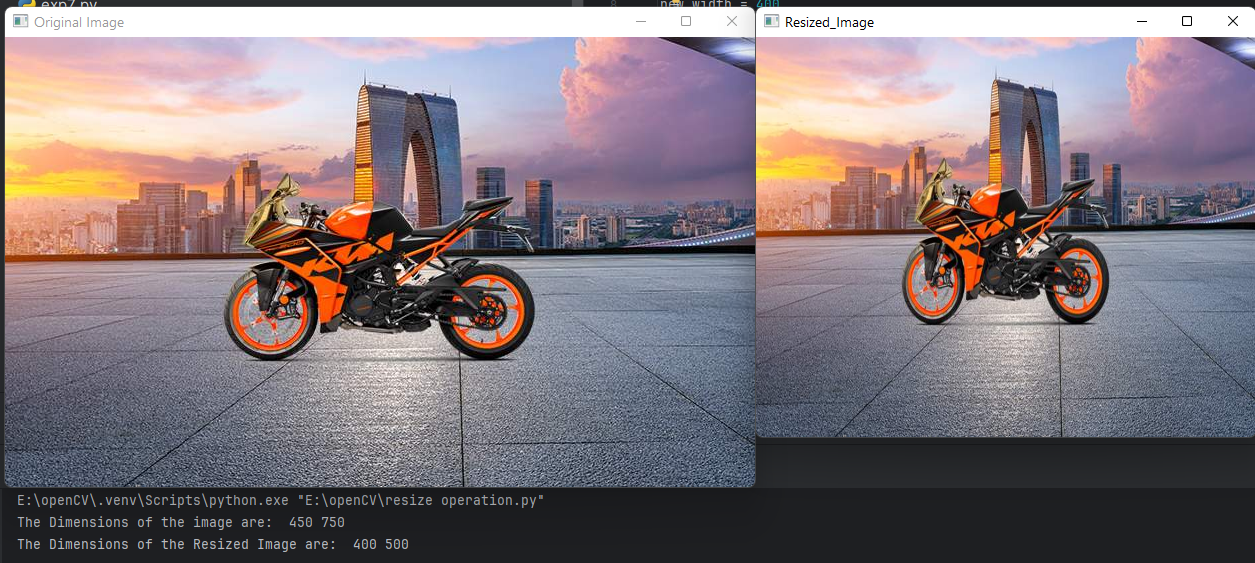 exp7.py
8 new_width = 400
Original Image
Resized_Image
E:\openCV\.venv\Scripts\python.exe "E:\openCV\resize operation.py"
The Dimensions of the image are:  450 750
The Dimensions of the Resized Image are:  400 500